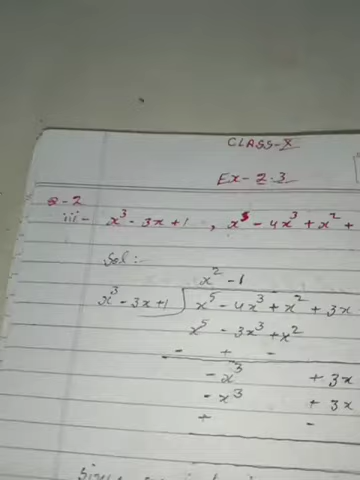 CLASS-X
Ex- 2.3
Q-2
iii- x³ - 3x + 1 , x⁵ - 4x³ + x² +
Sol:-
x² - 1
x³ - 3x + 1 ) x⁵ - 4x³ + x² + 3x
x⁵ - 3x³ + x²
- + -
- x³ + 3x
- x³ + 3x
+ -